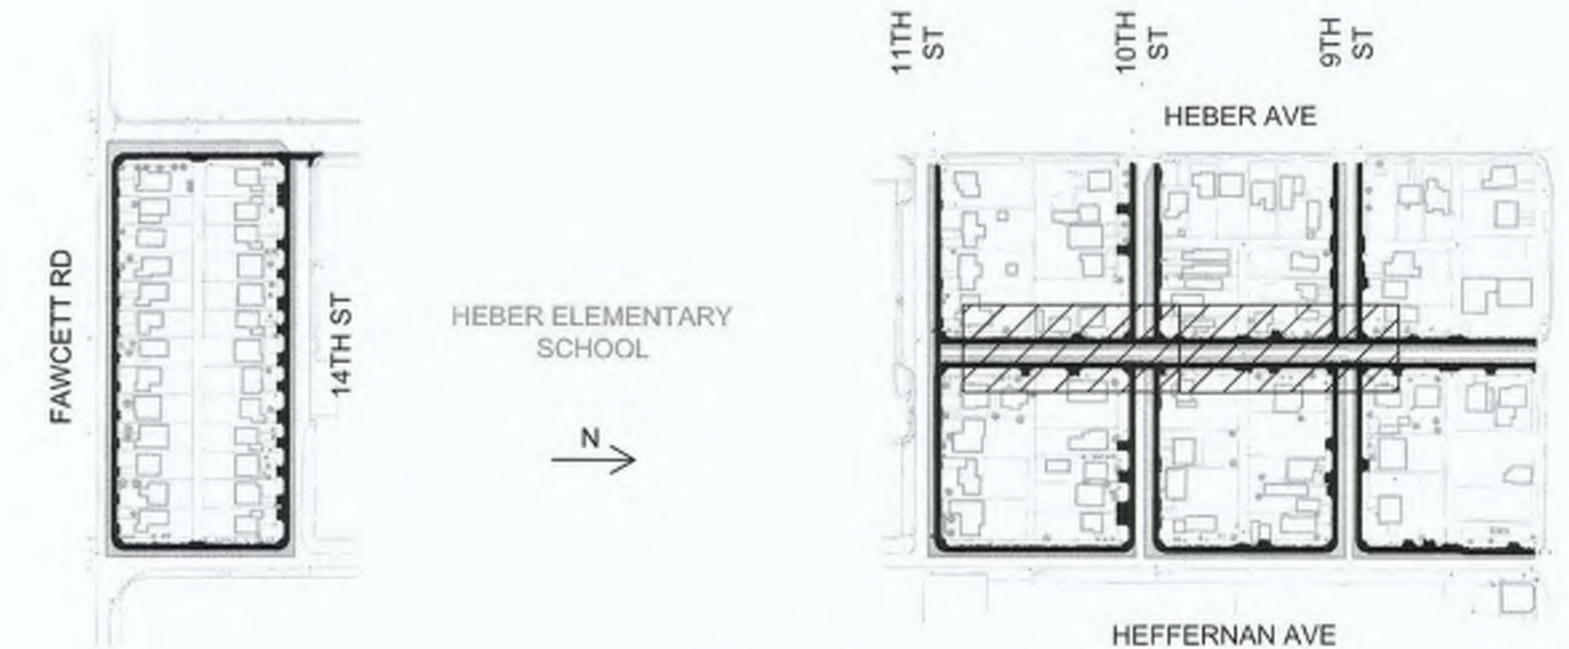 11TH
ST
10TH
ST
9TH
ST
HEBER AVE
FAWCETT RD
14TH ST
HEBER ELEMENTARY
SCHOOL
N
HEFFERNAN AVE